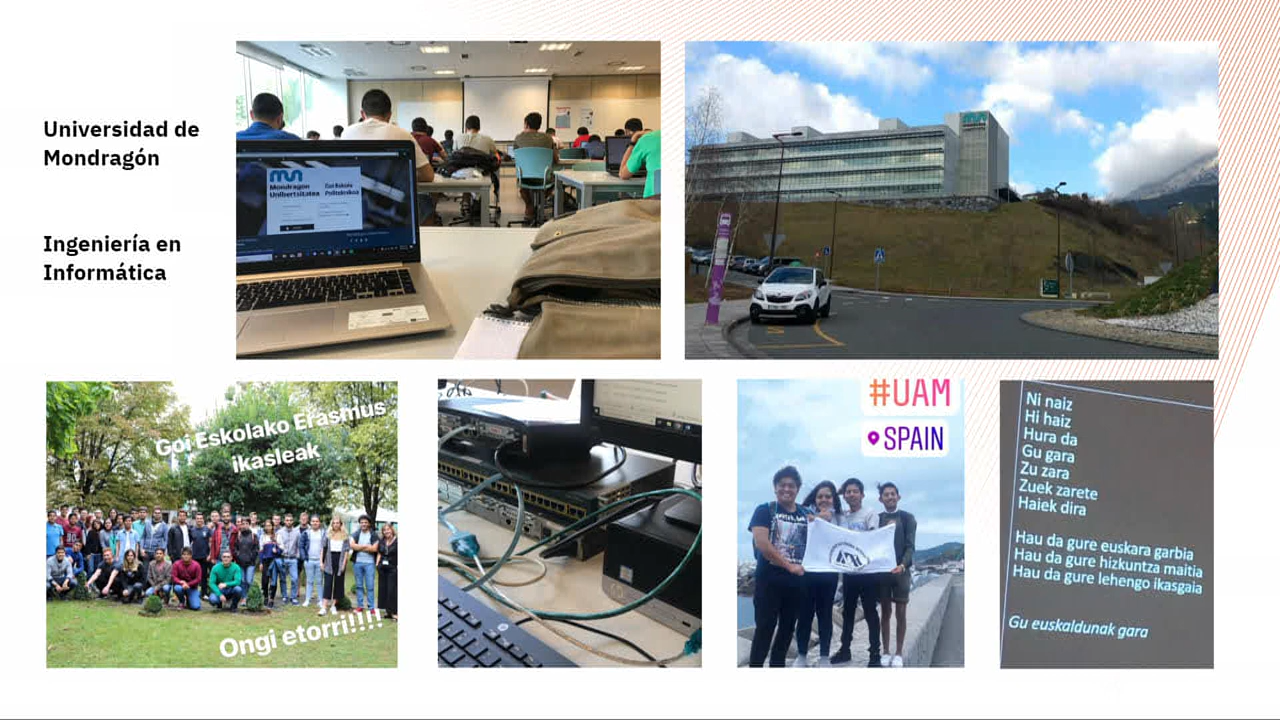 Universidad de
Mondragón
Ingeniería en
Informática
Mondragon
Unibertsitatea
Goi Eskola
Politeknikoa
Goi Eskolako Erasmus
ikasleak
Ongi etorri!!!!
#UAM
SPAIN
Ni naiz
Hi haiz
Hura da
Gu gara
Zu zara
Zuek zarete
Haiek dira
Hau da gure euskara garbia
Hau da gure hizkuntza maitia
Hau da gure lehengo ikasgaia
Gu euskaldunak gara